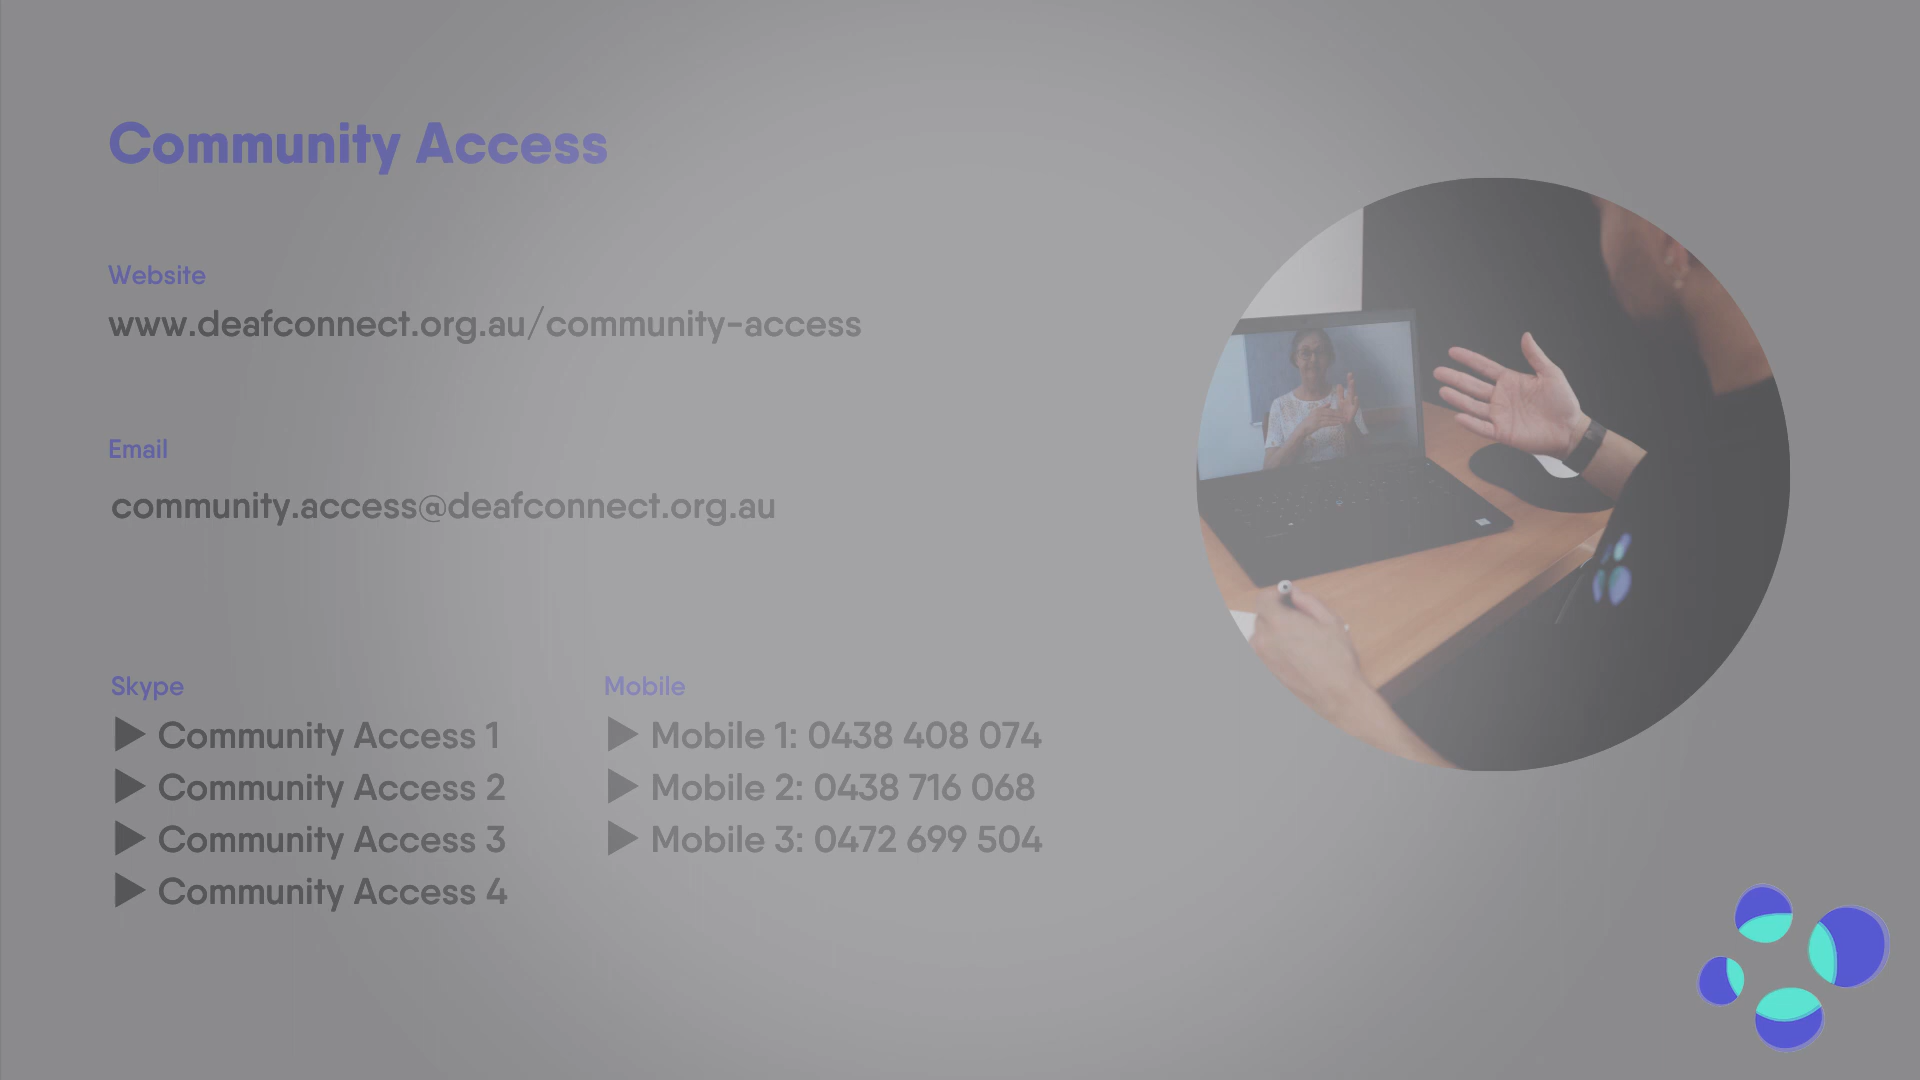 Community Access
Website
www.deafconnect.org.au/community-access
Email
community.access@deafconnect.org.au
Skype
Community Access 1
Community Access 2
Community Access 3
Community Access 4
Mobile
Mobile 1: 0438 408 074
Mobile 2: 0438 716 068
Mobile 3: 0472 699 504